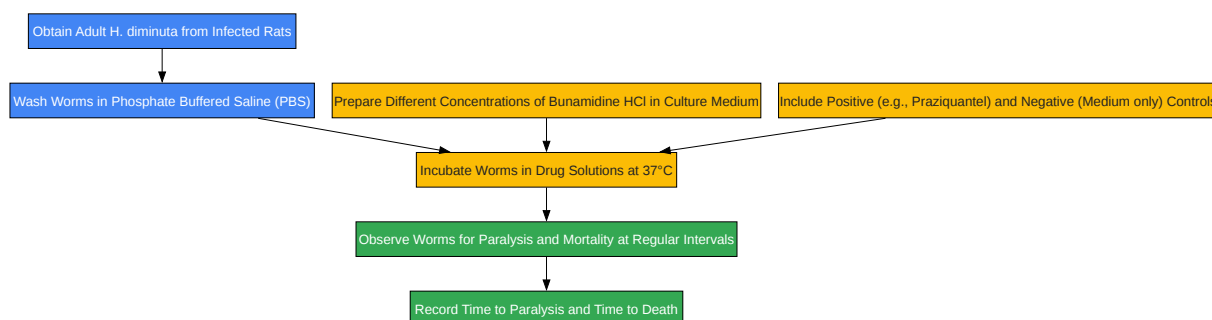 Obtain Adult H. diminuta from Infected Rats
Wash Worms in Phosphate Buffered Saline (PBS)
Prepare Different Concentrations of Bunamidine HCl in Culture Medium
Include Positive (e.g., Praziquantel) and Negative (Medium only) Controls
Incubate Worms in Drug Solutions at 37°C
Observe Worms for Paralysis and Mortality at Regular Intervals
Record Time to Paralysis and Time to Death